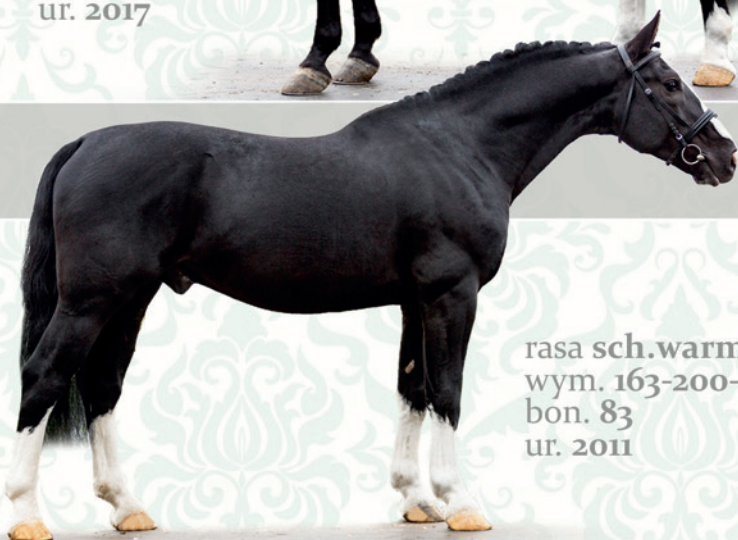 ur. 2017
rasa sch.warm
wym. 163-200-
bon. 83
ur. 2011